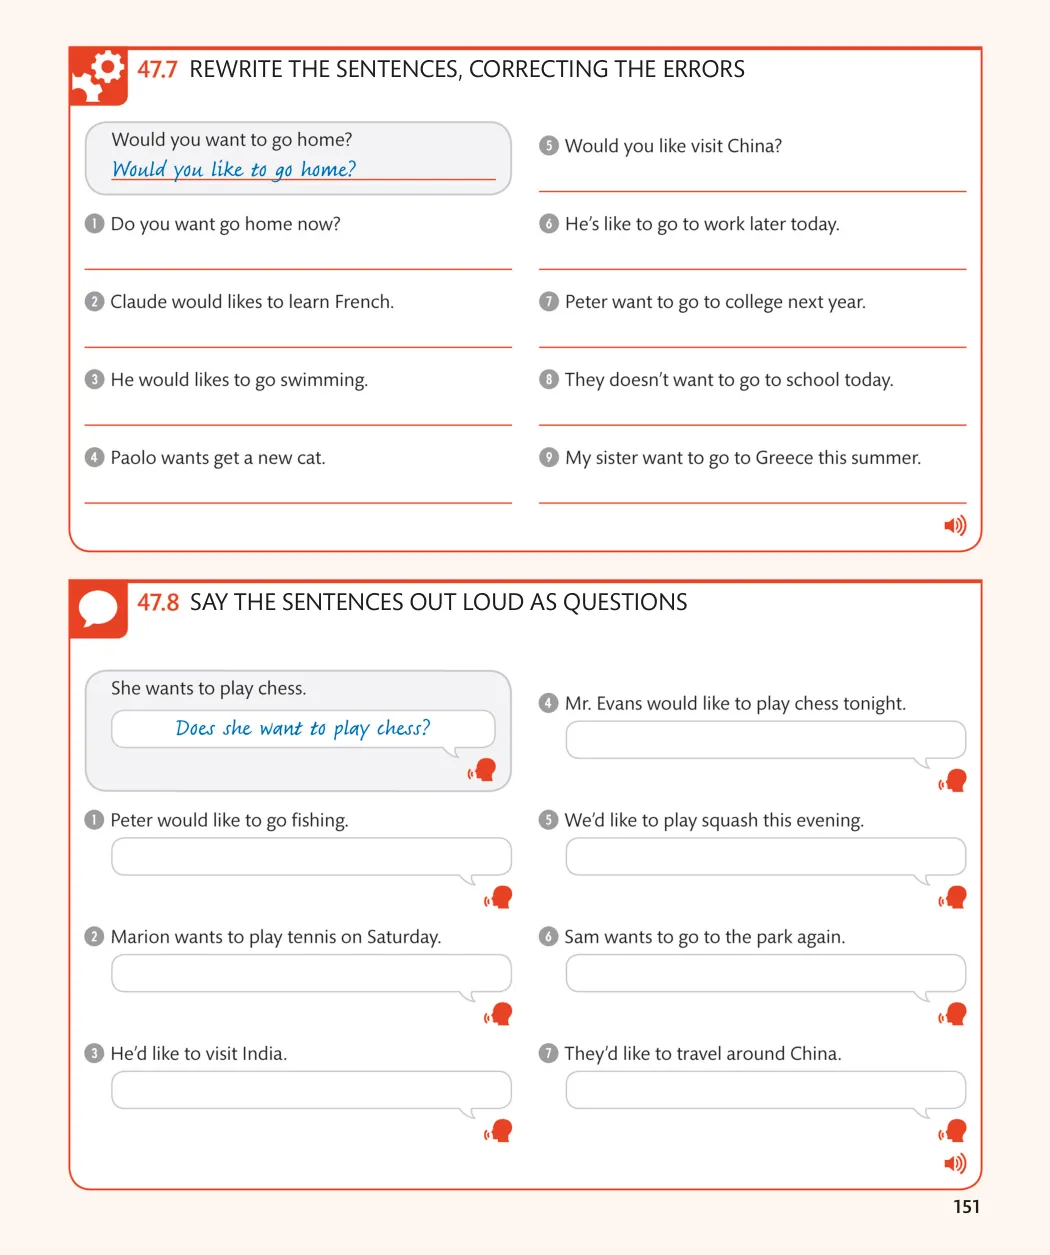 47.7 REWRITE THE SENTENCES, CORRECTING THE ERRORS
Would you want to go home?
Would you like to go home?
1 Do you want go home now?
2 Claude would likes to learn French.
3 He would likes to go swimming.
4 Paolo wants get a new cat.
5 Would you like visit China?
6 He’s like to go to work later today.
7 Peter want to go to college next year.
8 They doesn’t want to go to school today.
9 My sister want to go to Greece this summer.
47.8 SAY THE SENTENCES OUT LOUD AS QUESTIONS
She wants to play chess.
Does she want to play chess?
1 Peter would like to go fishing.
2 Marion wants to play tennis on Saturday.
3 He’d like to visit India.
4 Mr. Evans would like to play chess tonight.
5 We’d like to play squash this evening.
6 Sam wants to go to the park again.
7 They’d like to travel around China.
151